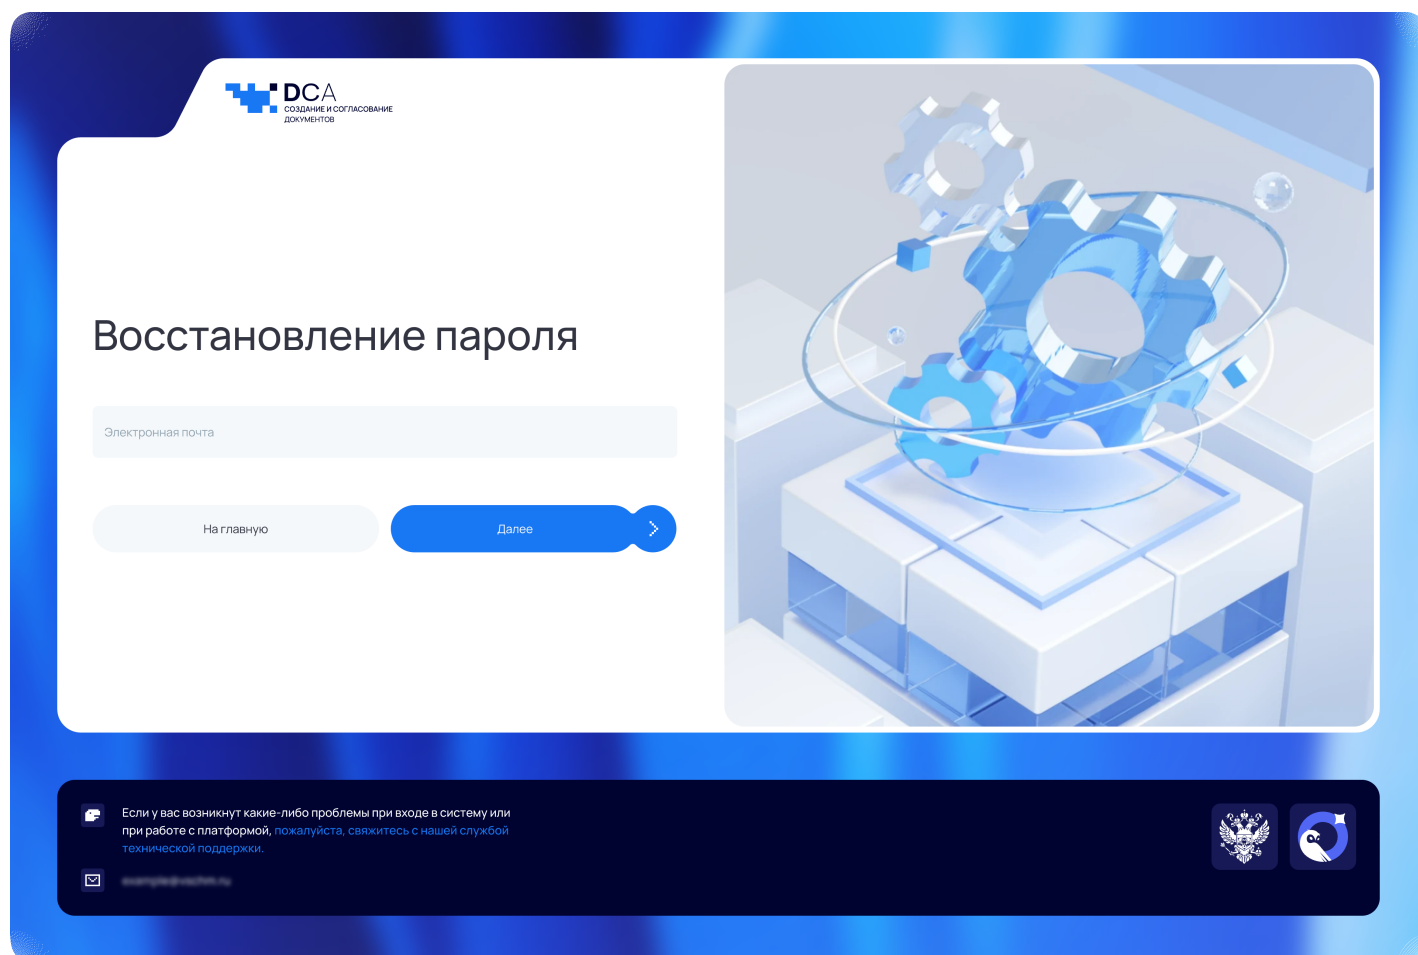 DCA
СОЗДАНИЕ И СОГЛАСОВАНИЕ
ДОКУМЕНТОВ
Восстановление пароля
Электронная почта
На главную
Далее
Если у вас возникнут какие-либо проблемы при входе в систему или
при работе с платформой, пожалуйста, свяжитесь с нашей службой
технической поддержки.